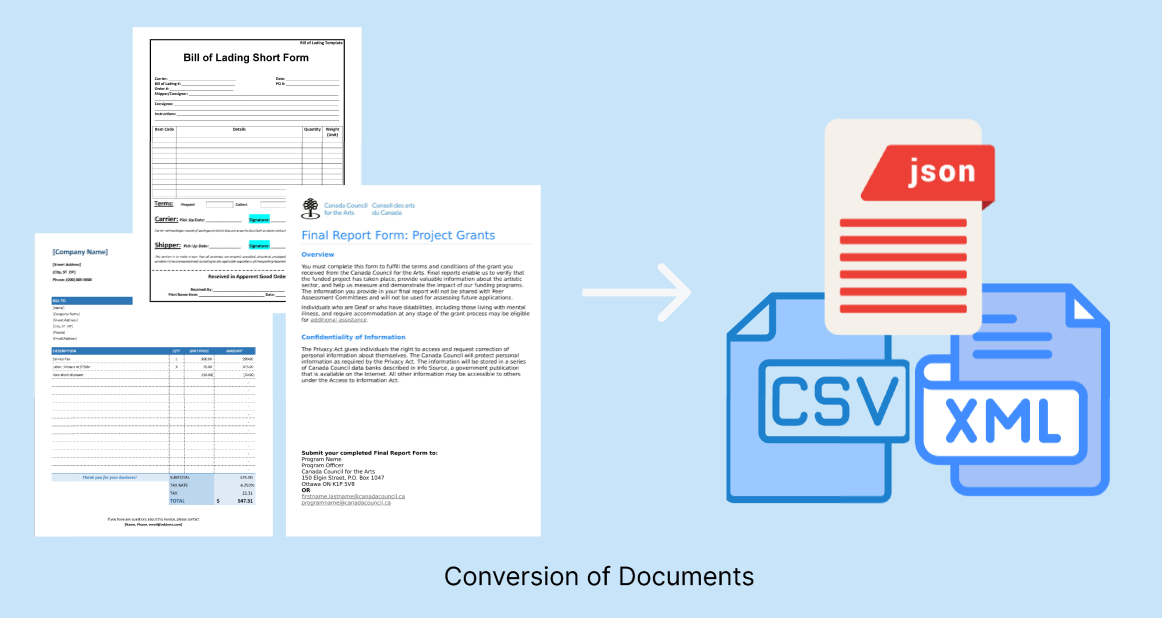 Bill of Lading Template
Bill of Lading Short Form
Carrier:
Date:
Bill of Lading #:
PO #:
Order #:
Shipper/Consignor:
Consignee:
Instructions:
Item Code Details Quantity Weight
(Unit)
Terms: Prepaid Collect
Carrier: Pick Up Date: Signature:
Shipper: Pick Up Date: Signature:
Received in Apparent Good Orde
Received By:
Print Name Here: Date:
[Company Name]
[Street Address]
[City, ST ZIP]
Phone: (000) 000-0000
BILL TO
[Name]
[Company Name]
[Street Address]
[City, ST ZIP]
[Phone]
[Email Address]
DESCRIPTION QTY UNIT PRICE AMOUNT
Service Fee 1 200.00 200.00
5 75.00 375.00
New client discount
Thank you for your business!
SUBTOTAL 525.00
TAX RATE 4.250%
TAX 22.31
TOTAL $ 547.31
If you have any questions about this invoice, please contact
[Name, Phone, email@address.com]
Canada Council Conseil des arts
for the Arts du Canada
Final Report Form: Project Grants
Overview
You must complete this form to fulfill the terms and conditions of the grant you
received from the Canada Council for the Arts. Final reports enable us to verify that
the funded project has taken place, provide valuable information about the artistic
sector, and help us measure and demonstrate the impact of our funding programs.
The information you provide in your final report will not be shared with Peer
Assessment Committees and will not be used for assessing future applications.
Individuals who are Deaf or who have disabilities, including those living with mental
illness, and require accommodation at any stage of the grant process may be eligible
for additional assistance.
Confidentiality of Information
The Privacy Act gives individuals the right to access and request correction of
personal information about themselves. The Canada Council will protect personal
information as required by the Privacy Act. The information will be stored in a series
of Canada Council data banks described in Info Source, a government publication
that is available on the Internet. All other information may be accessible to others
under the Access to Information Act.
Submit your completed Final Report Form to:
Program Name
Program Officer
Canada Council for the Arts
150 Elgin Street, P.O. Box 1047
Ottawa ON K1P 5V8
OR
firstname.lastname@canadacouncil.ca
programname@canadacouncil.ca
json
CSV
XML
Conversion of Documents